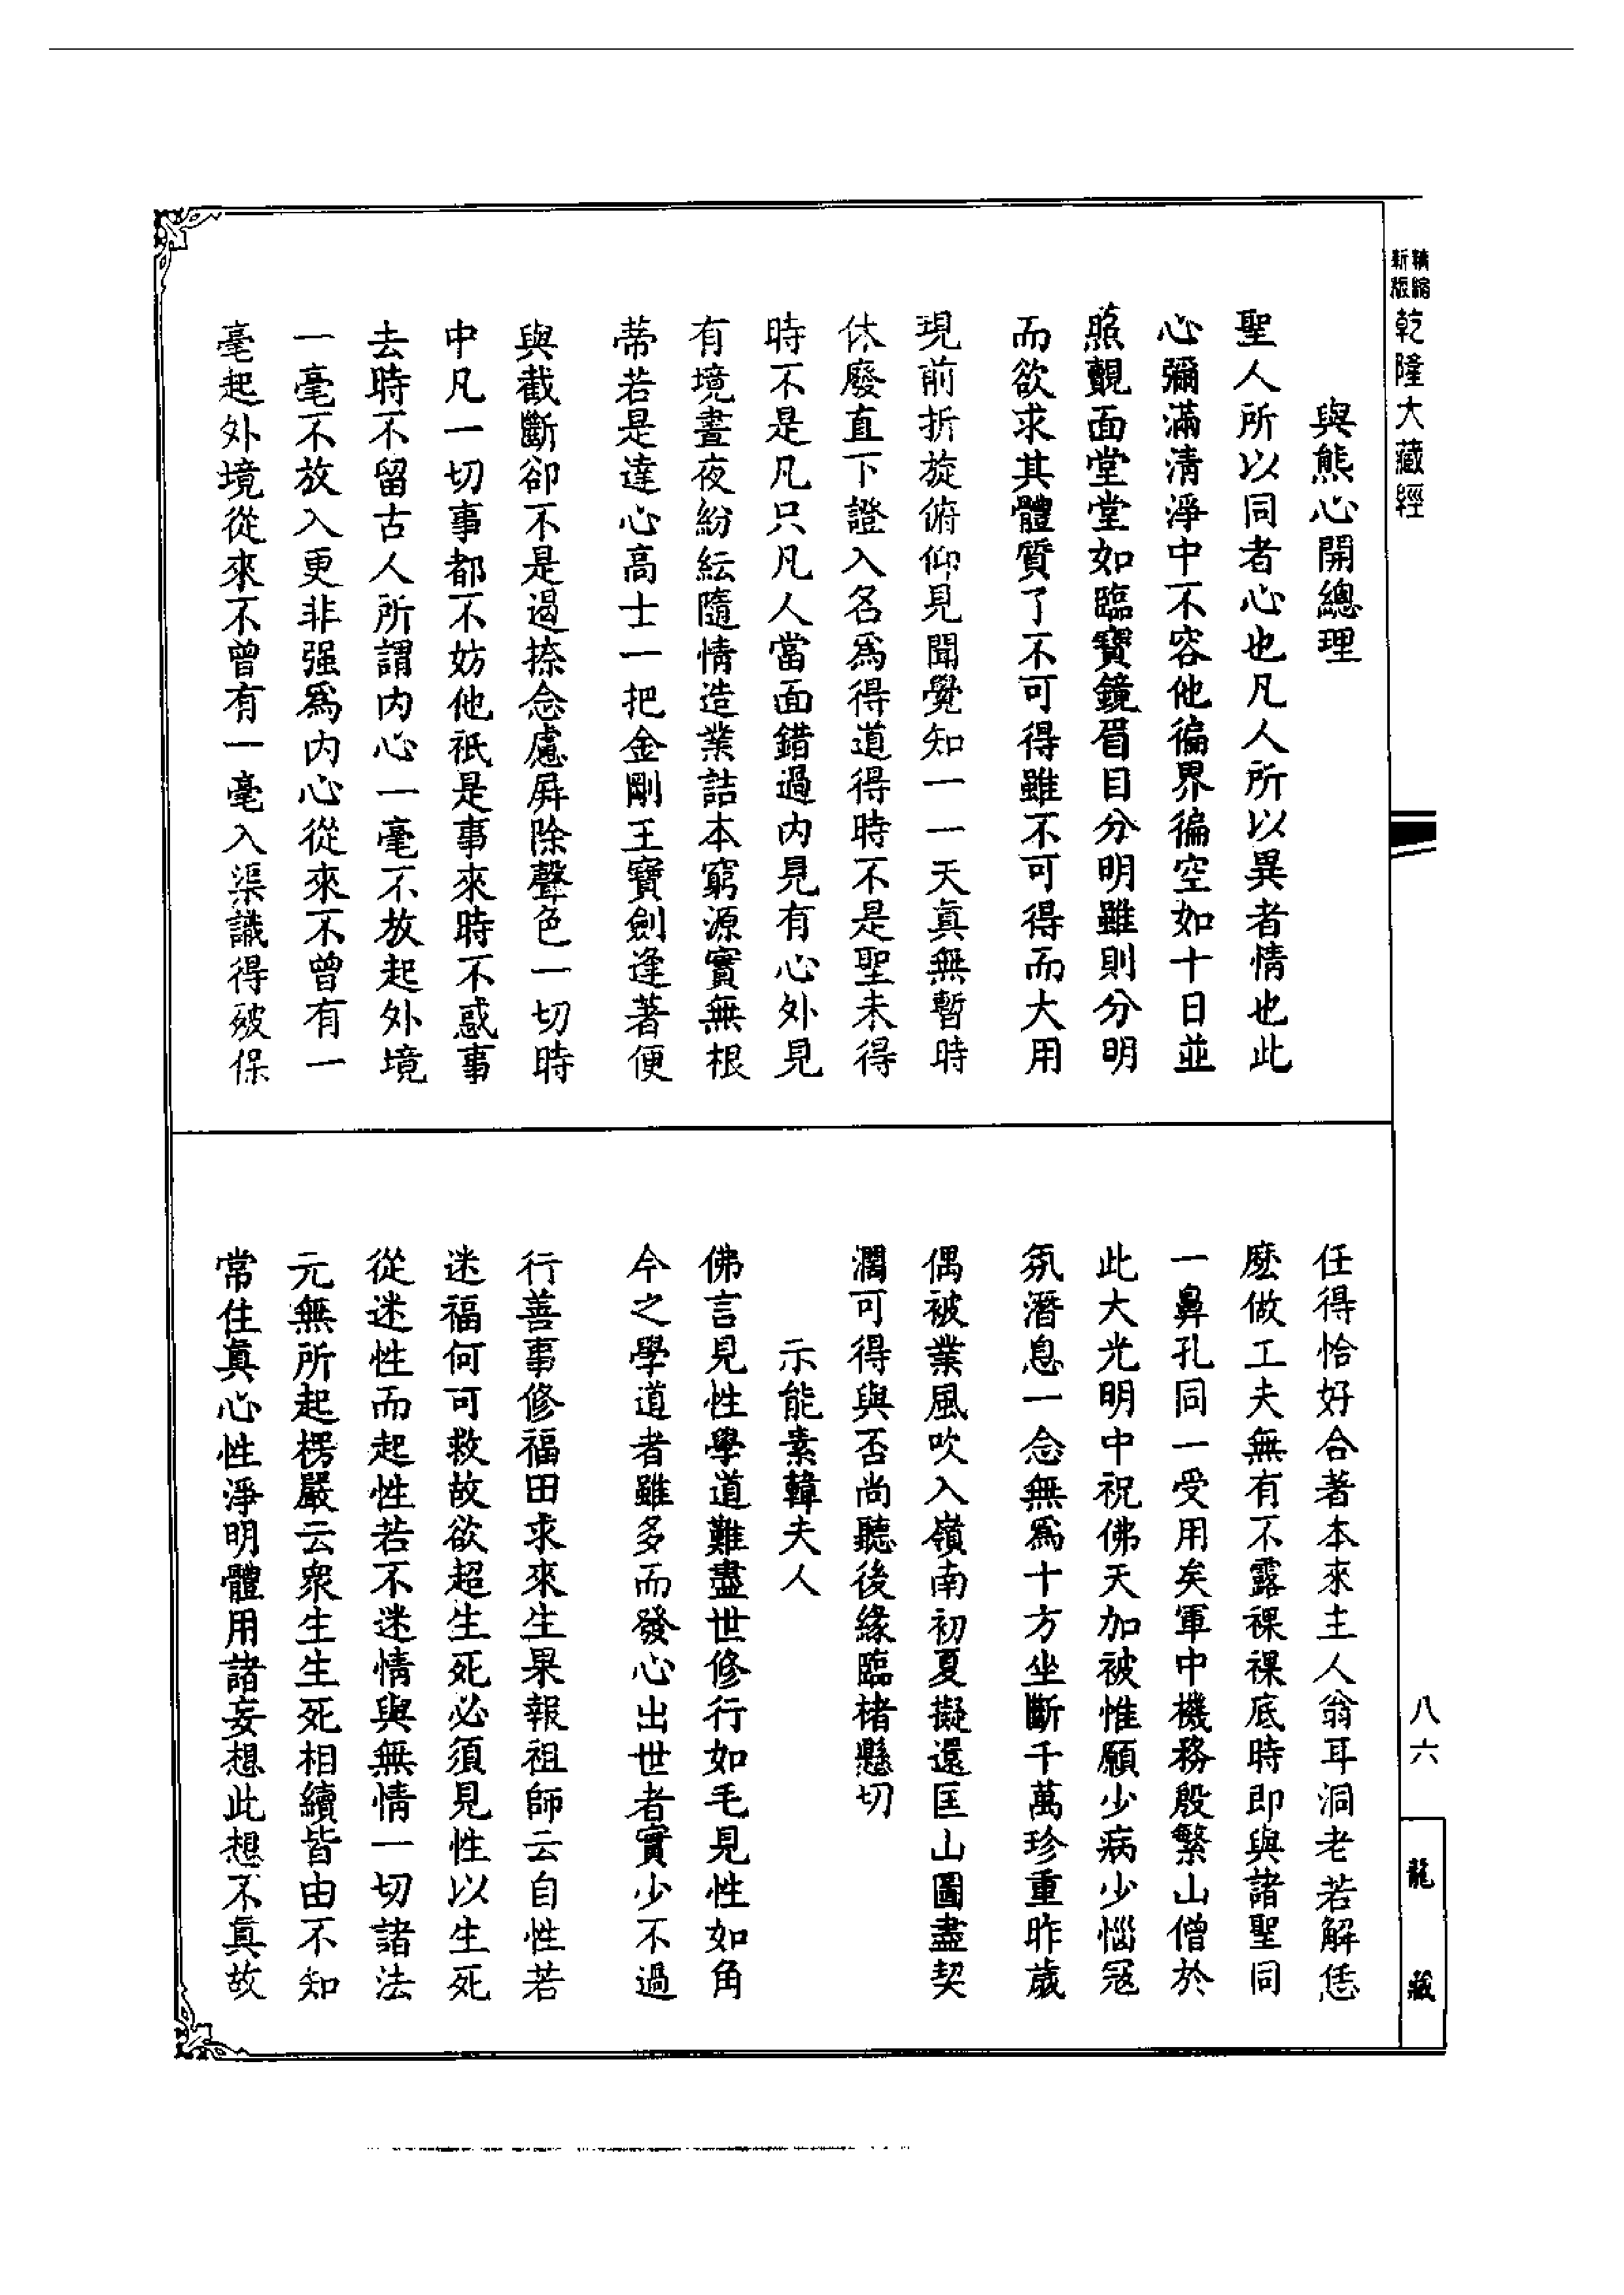 精縮
新版
乾隆大藏經
與熊心開總理
聖人所以同者心也凡人所以異者情也此
心彌滿清淨中不容他徧界徧空如十日並
照覿面堂堂如臨寶鏡眉目分明雖則分明
而欲求其體質了不可得雖不可得而大用
現前折旋俯仰見聞覺知一一天真無暫時
休廢直下證入名爲得道得時不是聖未得
時不是凡只凡人當面錯過內見有心外見
有境晝夜紛紜隨情造業詰本窮源實無根
蒂若是達心高士一把金剛王寶劍逢著便
與截斷卻不是遏捺念慮屏除聲色一切時
中凡一切事都不妨他祇是事來時不惑事
去時不留古人所謂內心一毫不放起外境
一毫不放入更非强爲內心從來不曾有一
毫起外境從來不曾有一毫入渠識得破保
任得恰好合著本來主人翁耳洞老若解恁
麼做工夫無有不露裸裸底時即與諸聖同
一鼻孔同一受用矣軍中機務殷繁山僧於
此大光明中祝佛天加被惟願少病少惱冦
氛潛息一念無爲十方坐斷千萬珍重昨歲
偶被業風吹入嶺南初夏擬還匡山圖盡契
濶可得與否尚聽後緣臨楮懸切
示能素韓夫人
佛言見性學道難盡世修行如毛見性如角
今之學道者雖多而發心出世者實少不過
行善事修福田求來生果報祖師云自性若
迷福何可救故欲超生死必須見性以生死
從迷性而起性若不迷情與無情一切諸法
元無所起楞嚴云衆生生死相續皆由不知
常住真心性淨明體用諸妄想此想不真故
八六
龍藏